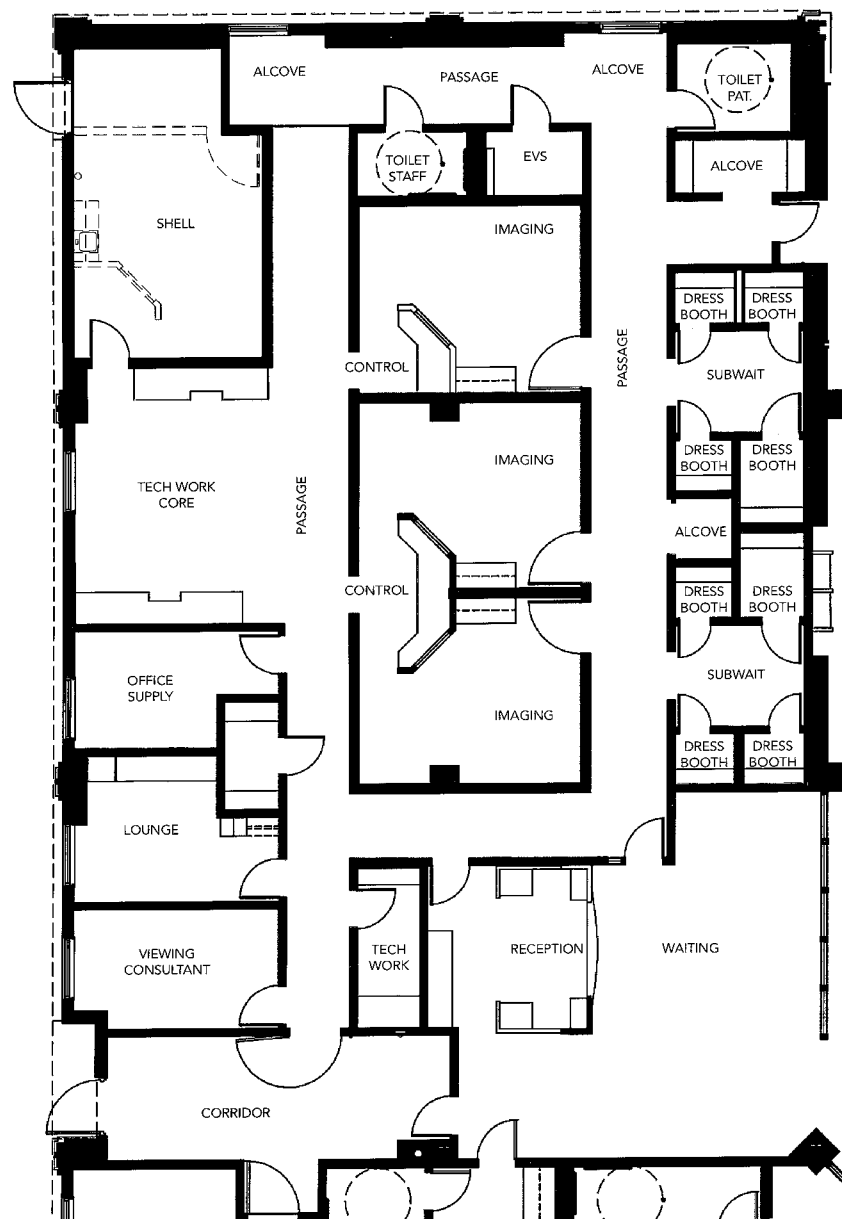 ALCOVE
PASSAGE
ALCOVE
TOILET
PAT.
TOILET
STAFF
EVS
ALCOVE
SHELL
IMAGING
DRESS
BOOTH
DRESS
BOOTH
PASSAGE
CONTROL
SUBWAIT
TECH WORK
CORE
PASSAGE
IMAGING
DRESS
BOOTH
DRESS
BOOTH
ALCOVE
CONTROL
DRESS
BOOTH
DRESS
BOOTH
OFFICE
SUPPLY
SUBWAIT
IMAGING
DRESS
BOOTH
DRESS
BOOTH
LOUNGE
VIEWING
CONSULTANT
TECH
WORK
RECEPTION
WAITING
CORRIDOR